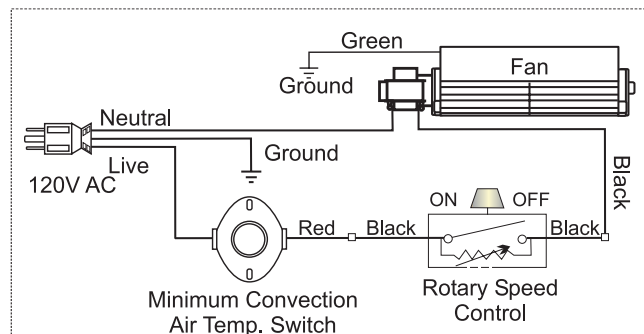 Green
Fan
Ground
Neutral
Ground
Live
120V AC
Black
ON OFF
Red
Black
Black
Minimum Convection
Air Temp. Switch
Rotary Speed
Control